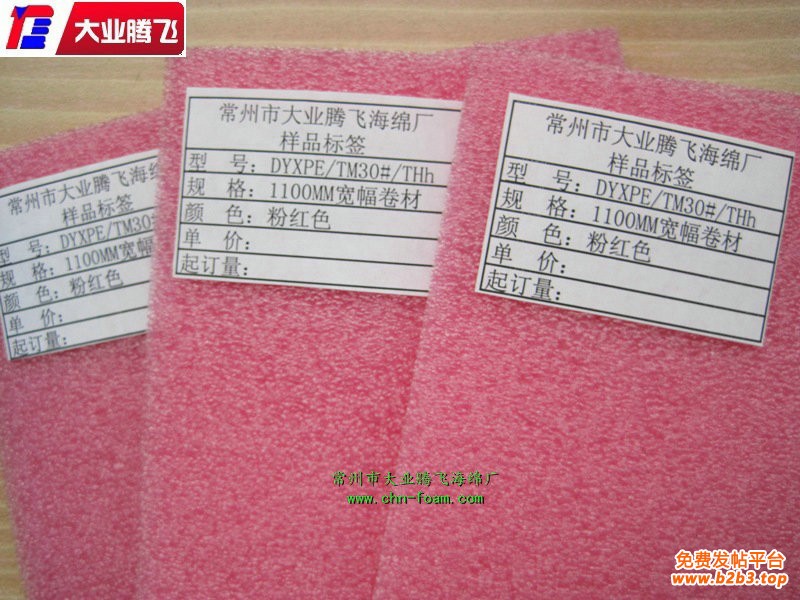 大业腾飞
常州市大业腾飞海绵
样品标签
型 号：DYXPE/TM30#
规 格：1100MM宽幅
颜 色：粉红色
单 价：
起订量：
常州市大业腾飞海绵厂
样品标签
型 号：DYXPE/TM30#/THh
规 格：1100MM宽幅卷材
颜 色：粉红色
单 价：
起订量：
常州市大业腾飞海绵厂
样品标签
型 号：DYXPE/TM30#/THh
规 格：1100MM宽幅卷材
颜 色：粉红色
单 价：
起订量：
常州市大业腾飞海绵厂
www.chn-foam.com
免费发帖平台
www.b2b3.top